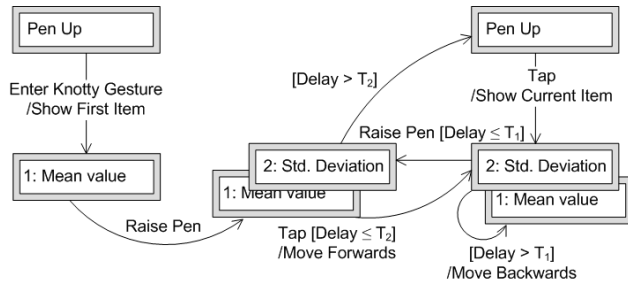 Pen Up
Pen Up
Enter Knotty Gesture
/Show First Item
[Delay > T₂]
Tap
/Show Current Item
Raise Pen [Delay ≤ T₁]
1: Mean value
2: Std. Deviation
1: Mean value
2: Std. Deviation
1: Mean value
Raise Pen
Tap [Delay ≤ T₂]
/Move Forwards
[Delay > T₁]
/Move Backwards